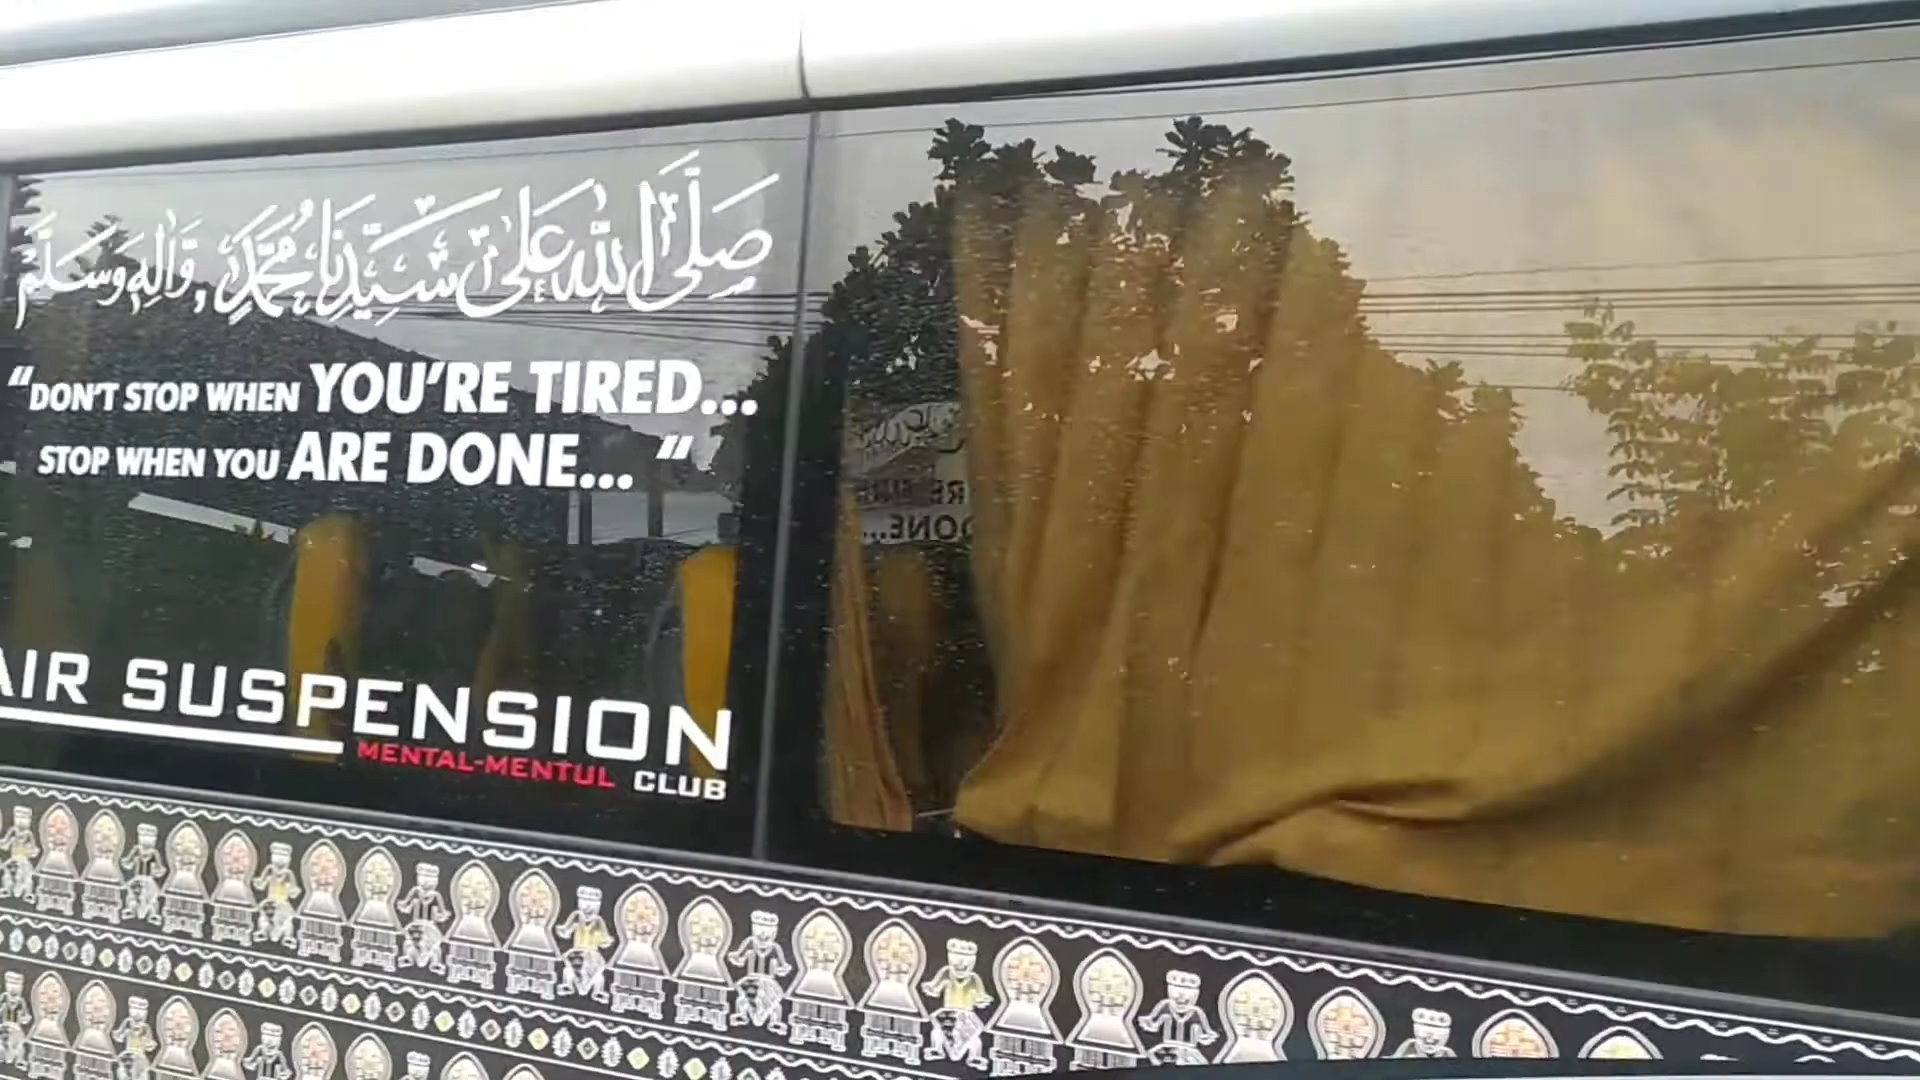 صَلَّى اللهُ عَلَى سَيِّدِنَا مُحَمَّدٍ, وَآلِهِ وَسَلَّمْ
“DON'T STOP WHEN YOU'RE TIRED...
STOP WHEN YOU ARE DONE... “
AIR SUSPENSION
MENTAL-MENTUL CLUB